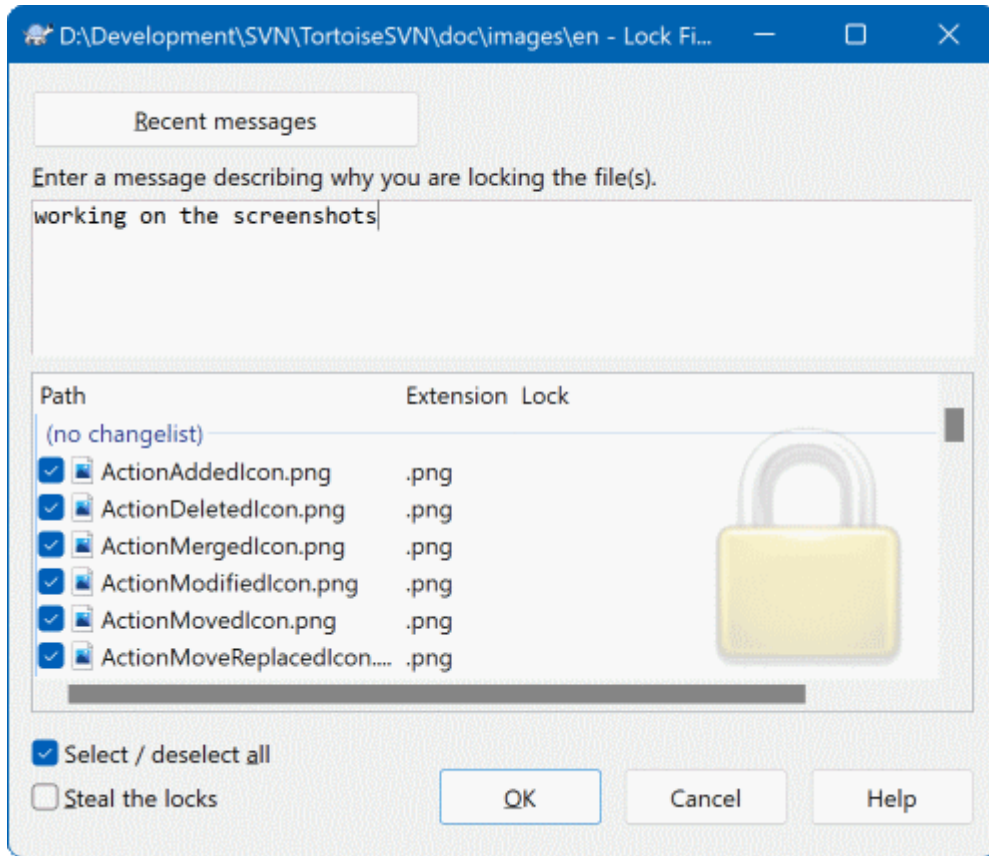 D:\Development\SVN\TortoiseSVN\doc\images\en - Lock Fi...
Recent messages
Enter a message describing why you are locking the file(s).
working on the screenshots
Path Extension Lock
(no changelist)
ActionAddedIcon.png .png
ActionDeletedIcon.png .png
ActionMergedIcon.png .png
ActionModifiedIcon.png .png
ActionMovedIcon.png .png
ActionMoveReplacedIcon.... .png
Select / deselect all
Steal the locks
OK Cancel Help